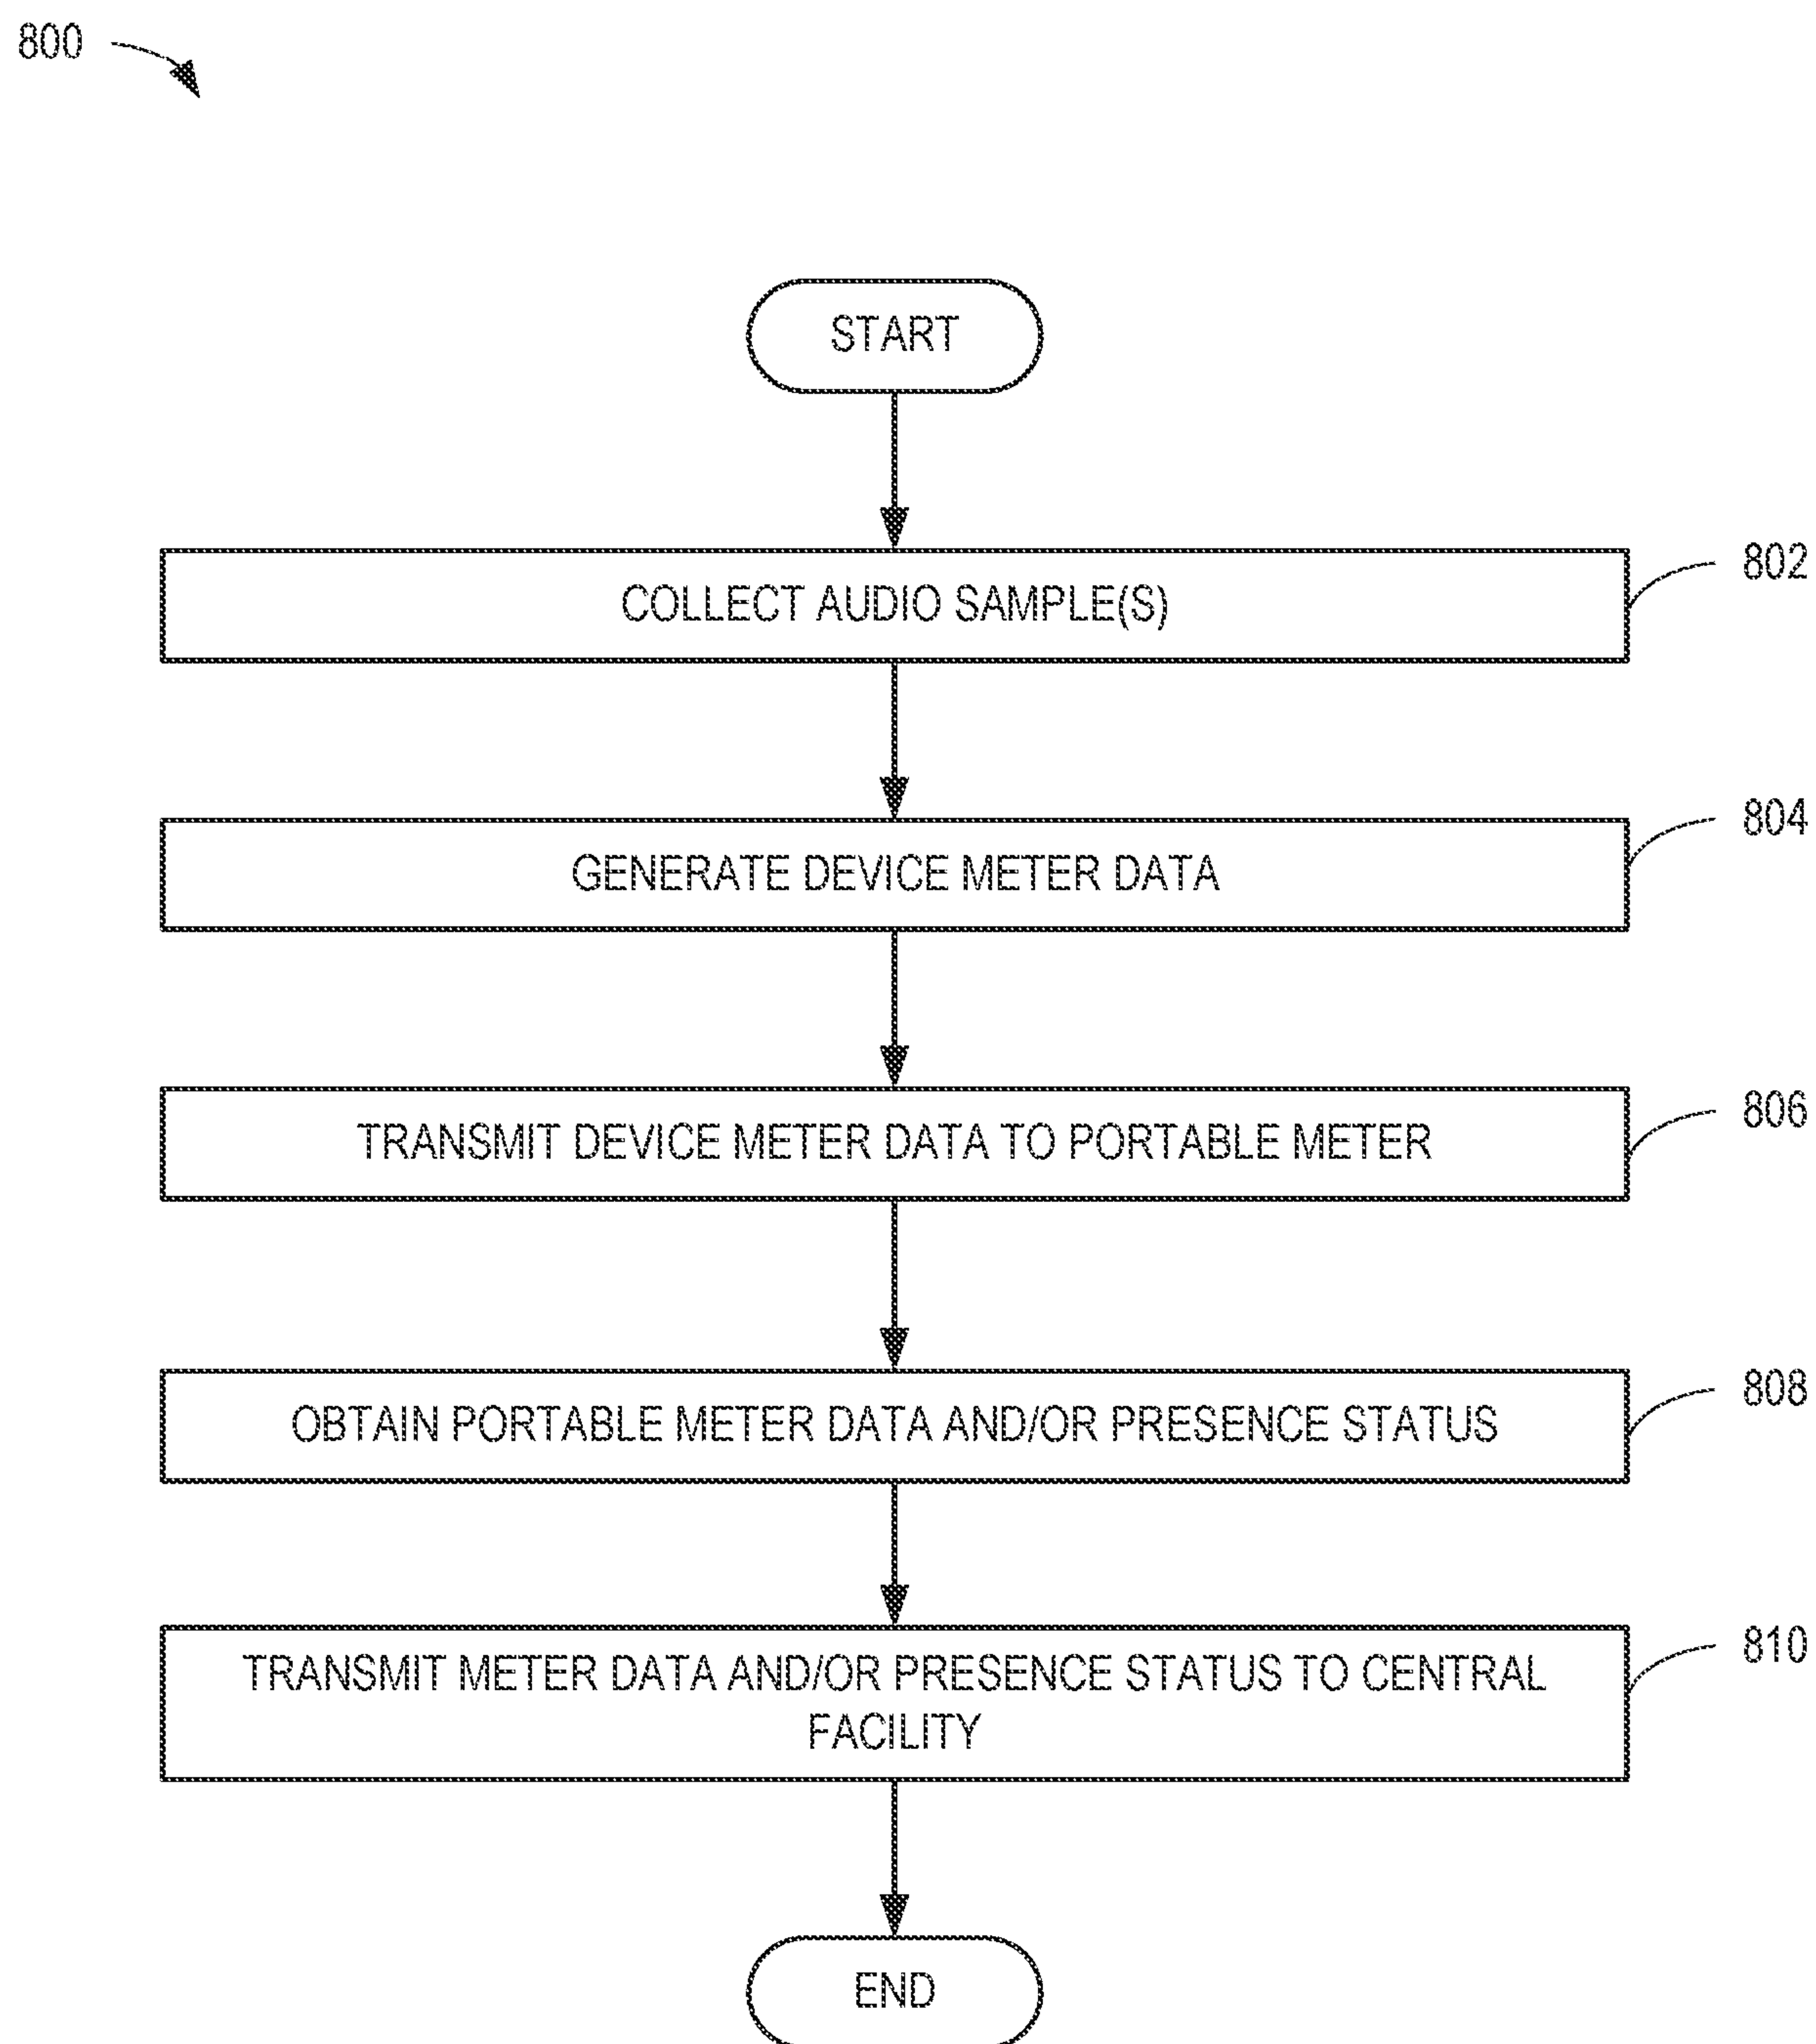 800
START
COLLECT AUDIO SAMPLE(S)
802
GENERATE DEVICE METER DATA
804
TRANSMIT DEVICE METER DATA TO PORTABLE METER
806
OBTAIN PORTABLE METER DATA AND/OR PRESENCE STATUS
808
TRANSMIT METER DATA AND/OR PRESENCE STATUS TO CENTRAL
FACILITY
810
END